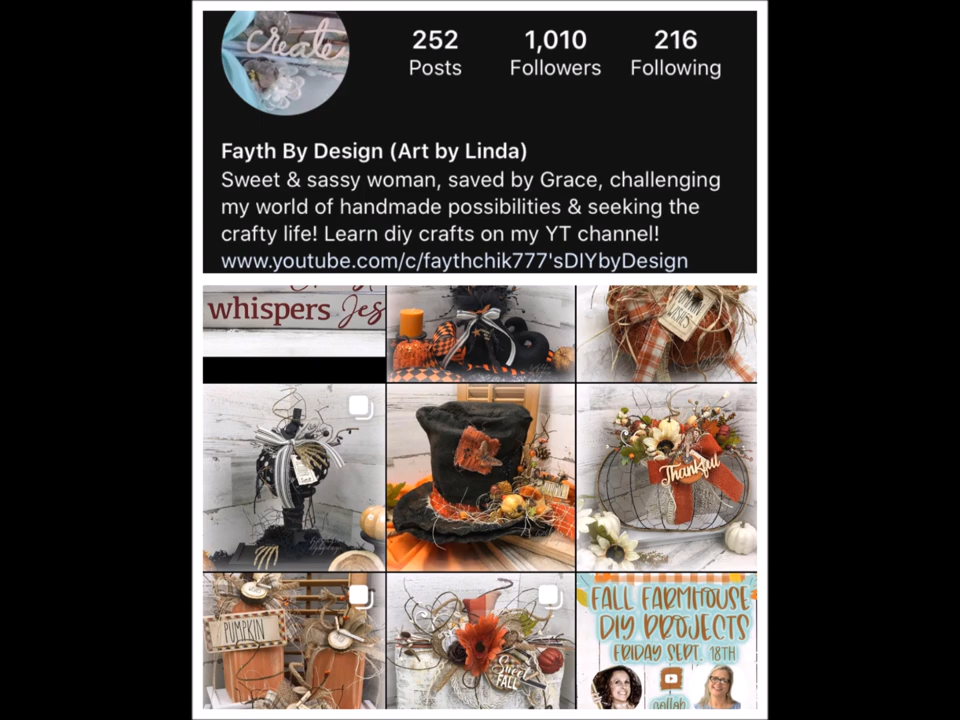 create
252 1,010 216
Posts Followers Following
Fayth By Design (Art by Linda)
Sweet & sassy woman, saved by Grace, challenging
my world of handmade possibilities & seeking the
crafty life! Learn diy crafts on my YT channel!
www.youtube.com/c/faythchik777'sDIYbyDesign
whispers Jes
WISHES
Thankful
PUMPKIN
Sweet
FALL
FALL FARMHOUSE
DIY PROJECTS
FRIDAY SEPT. 18TH
collab